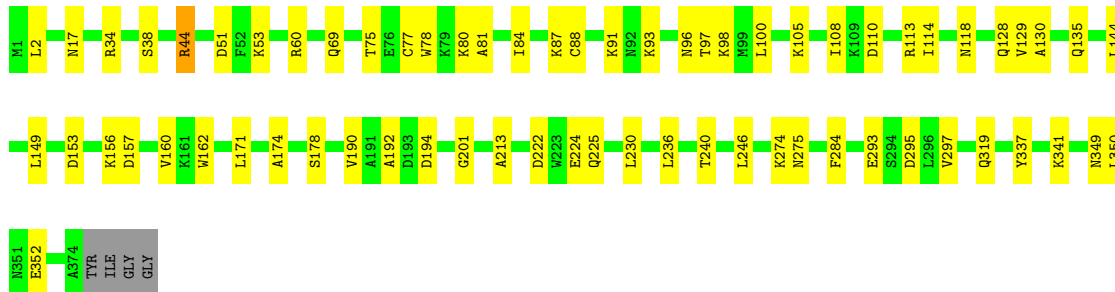 M1 L2 N17 R34 S38 R44 D51 F52 K53 R60 Q69 T75 E76 C77 W78 K79 K80 A81 I84 K87 C88 K91 N92 K93 N96 T97 K98 M99 L100 K105 I108 K109 D110 R113 I114 N118 Q128 V129 A130 Q135
L149 D153 K156 D157 V160 K161 W162 L171 A174 S178 V190 A191 A192 D193 D194 G201 A213 D222 W223 E224 Q225 L230 L236 T240 L246 K274 N275 F284 E293 S294 D295 L296 V297 Q319 Y337 K341 N349
N351 E352 A374 TYR ILE GLY GLY